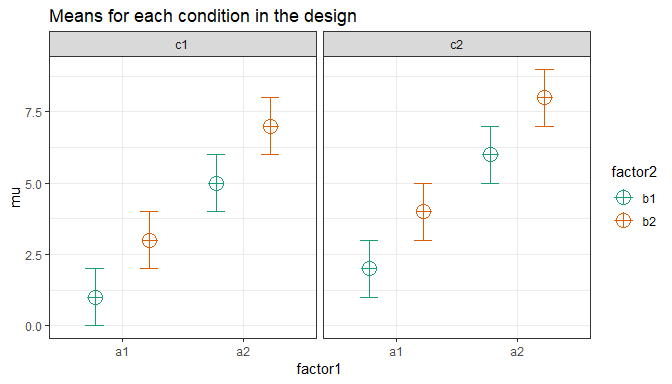 Means for each condition in the design
c1 c2
7.5
5.0
2.5
0.0
mu
a1 a2 a1 a2
factor1
factor2
b1
b2